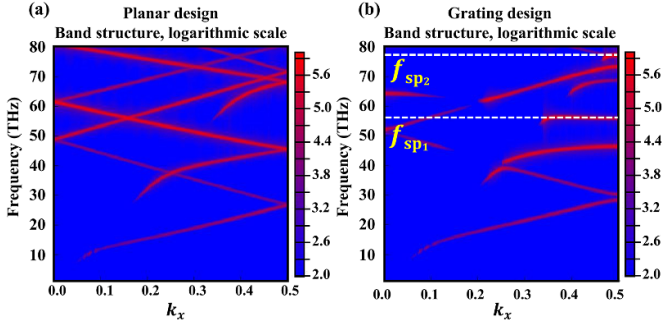 (a) Planar design
Band structure, logarithmic scale
Frequency (THz)
80
70
60
50
40
30
20
10
0.0 0.1 0.2 0.3 0.4 0.5
kx
5.6
5.0
4.4
3.8
3.2
2.6
2.0
(b) Grating design
Band structure, logarithmic scale
Frequency (THz)
80
70
60
50
40
30
20
10
fsp2
fsp1
0.0 0.1 0.2 0.3 0.4 0.5
kx
5.6
5.0
4.4
3.8
3.2
2.6
2.0